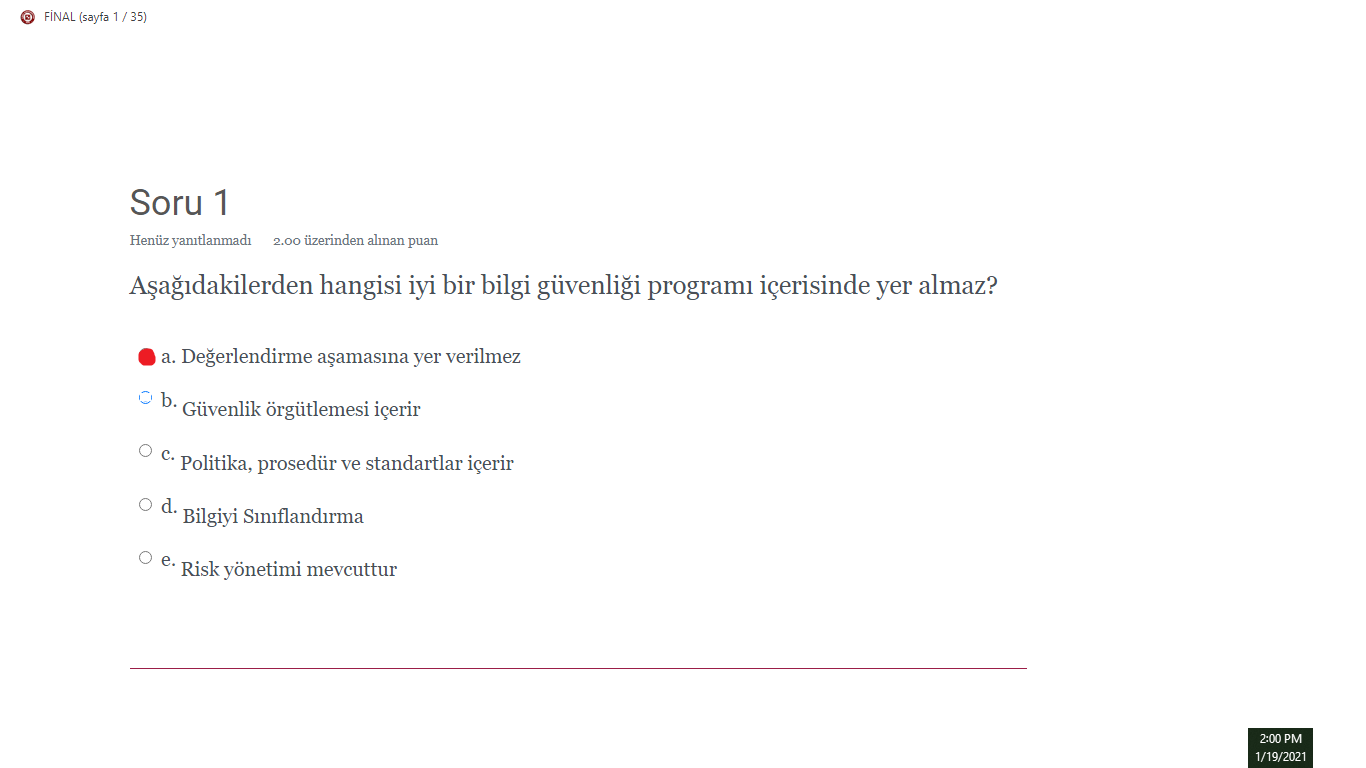 FİNAL (sayfa 1 / 35)
Soru 1
Henüz yanıtlanmadı 2.00 üzerinden alınan puan
Aşağıdakilerden hangisi iyi bir bilgi güvenliği programı içerisinde yer almaz?
a. Değerlendirme aşamasına yer verilmez
b. Güvenlik örgütlemesi içerir
c. Politika, prosedür ve standartlar içerir
d. Bilgiyi Sınıflandırma
e. Risk yönetimi mevcuttur
2:00 PM
1/19/2021